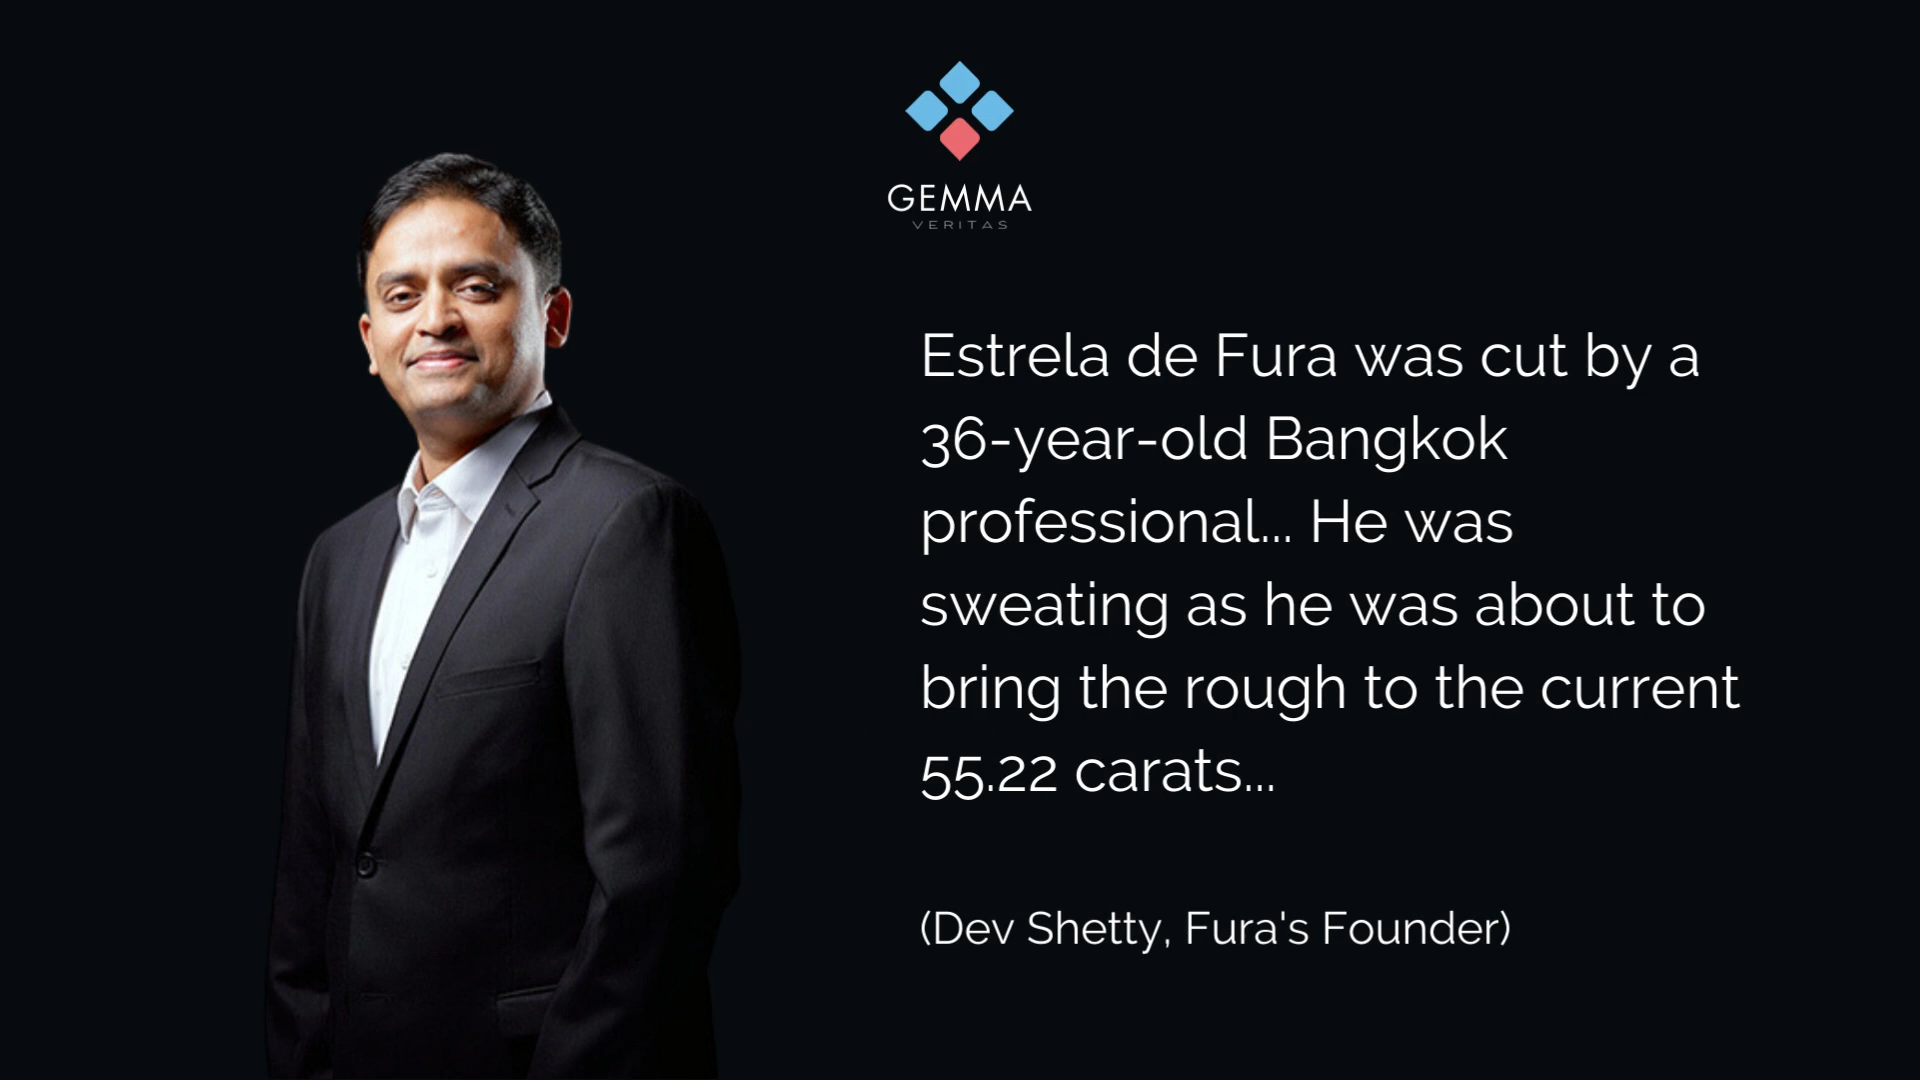 GEMMA
VERITAS
Estrela de Fura was cut by a
36-year-old Bangkok
professional... He was
sweating as he was about to
bring the rough to the current
55.22 carats...
(Dev Shetty, Fura's Founder)